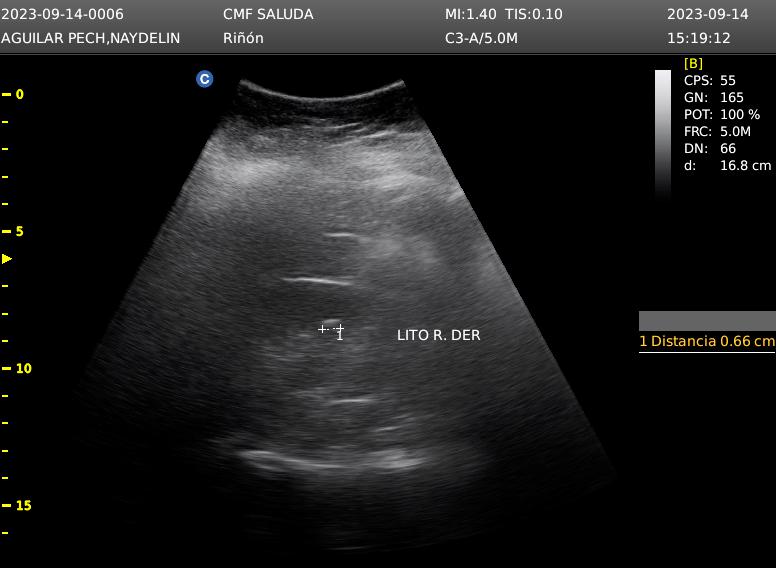 2023-09-14-0006 CMF SALUDA MI:1.40 TIS:0.10 2023-09-14
AGUILAR PECH,NAYDELIN Riñón C3-A/5.0M 15:19:12
C
[B]
CPS: 55
GN: 165
POT: 100 %
FRC: 5.0M
DN: 66
d: 16.8 cm
0
5
10
15
1
LITO R. DER
1 Distancia 0.66 cm